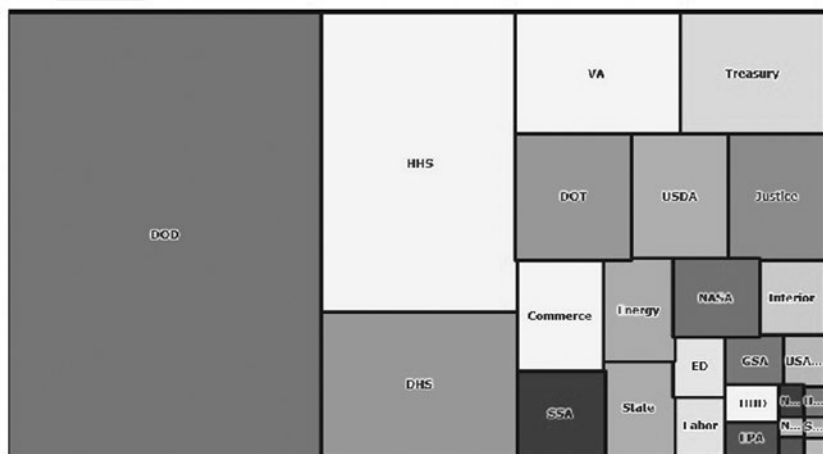 VA
Treasury
HHS
DOT
USDA
Justice
DOD
Commerce
Energy
NASA
Interior
DHS
ED
GSA
USA...
SSA
State
Labor
HUD
N...
N...
S...
EPA